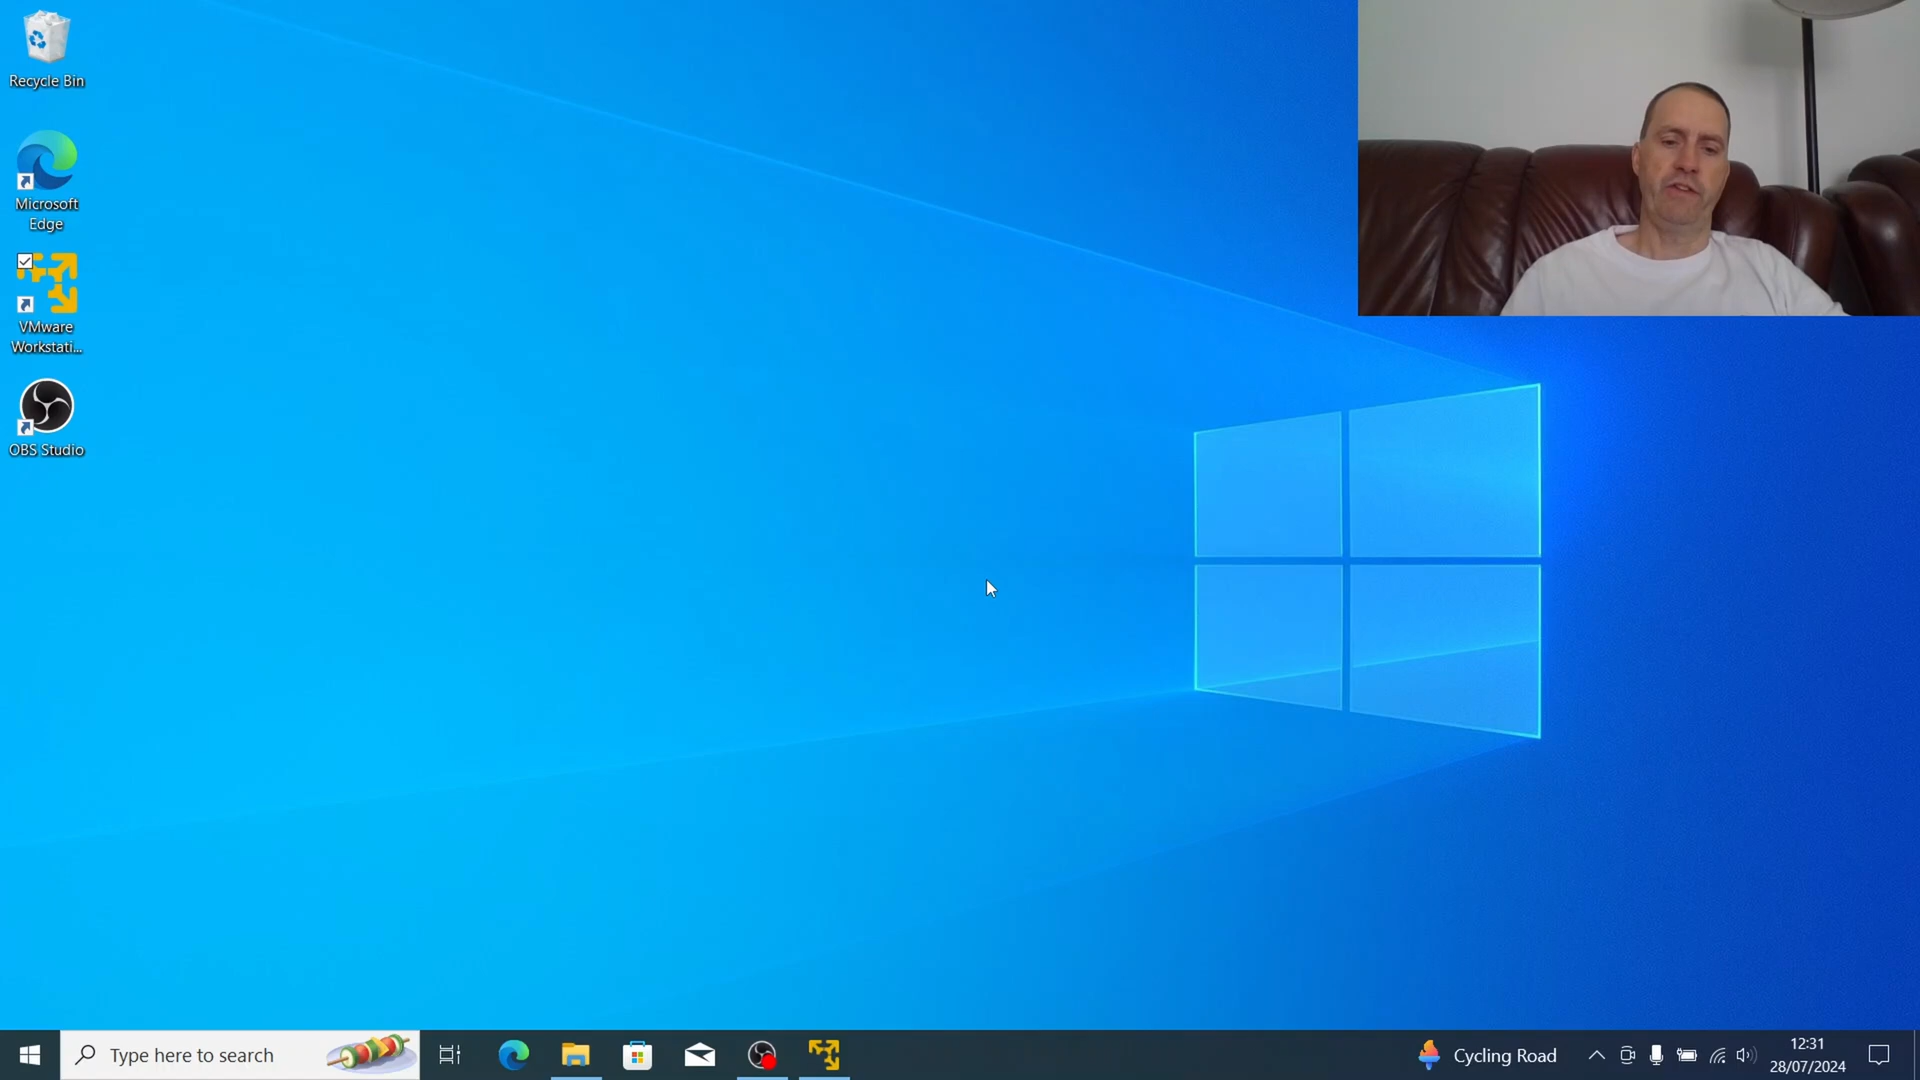 Recycle Bin
Microsoft
Edge
VMware
Workstati...
OBS Studio
Type here to search
Cycling Road
12:31
28/07/2024